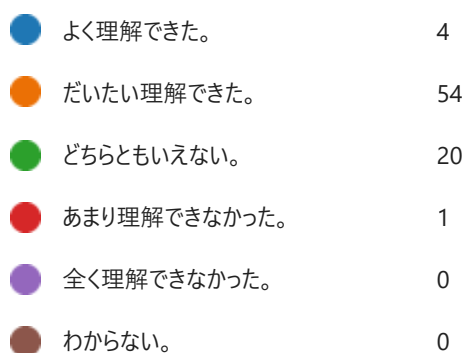 よく理解できた。 4
だいたい理解できた。 54
どちらともいえない。 20
あまり理解できなかった。 1
全く理解できなかった。 0
わからない。 0